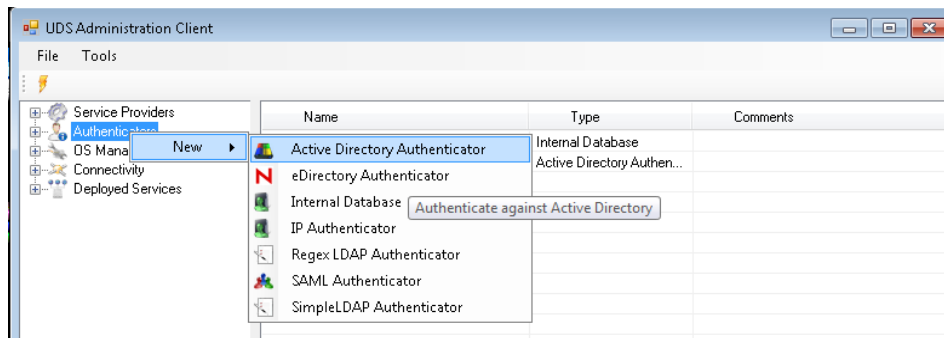 UDS Administration Client
File Tools
Name Type Comments
Service Providers
Authenticators
OS Mana
Connectivity
Deployed Services
New
Active Directory Authenticator
eDirectory Authenticator
Internal Database
IP Authenticator
Regex LDAP Authenticator
SAML Authenticator
SimpleLDAP Authenticator
Authenticate against Active Directory
Internal Database
Active Directory Authen...